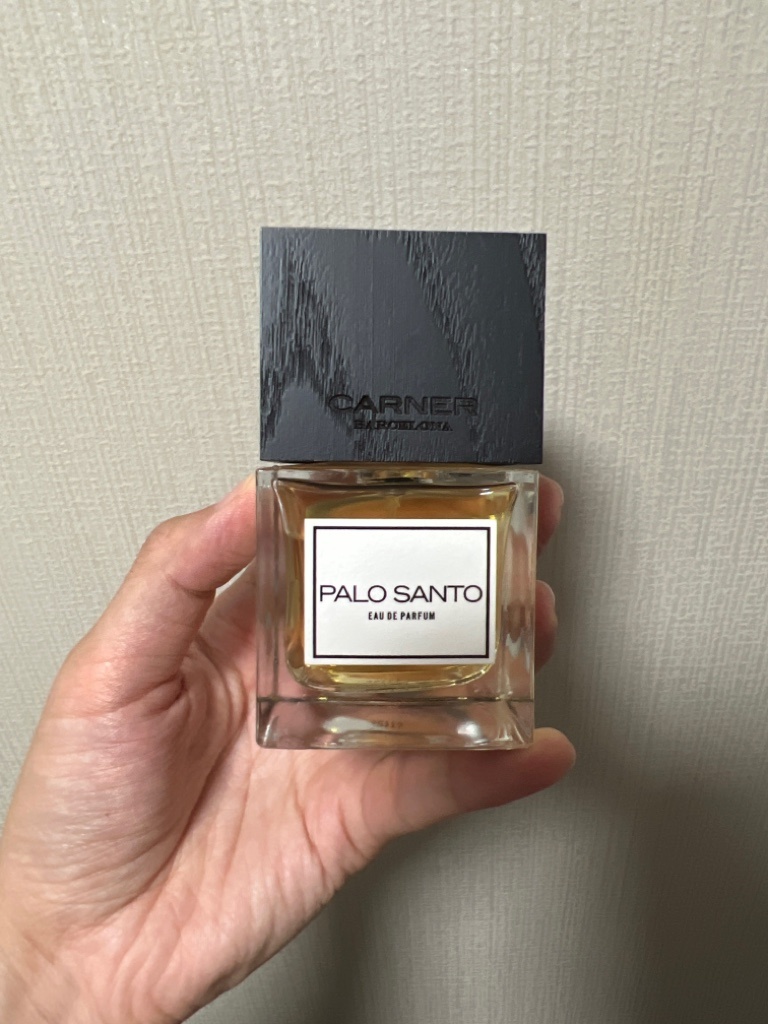 CARNER
BARCELONA
PALO SANTO
EAU DE PARFUM